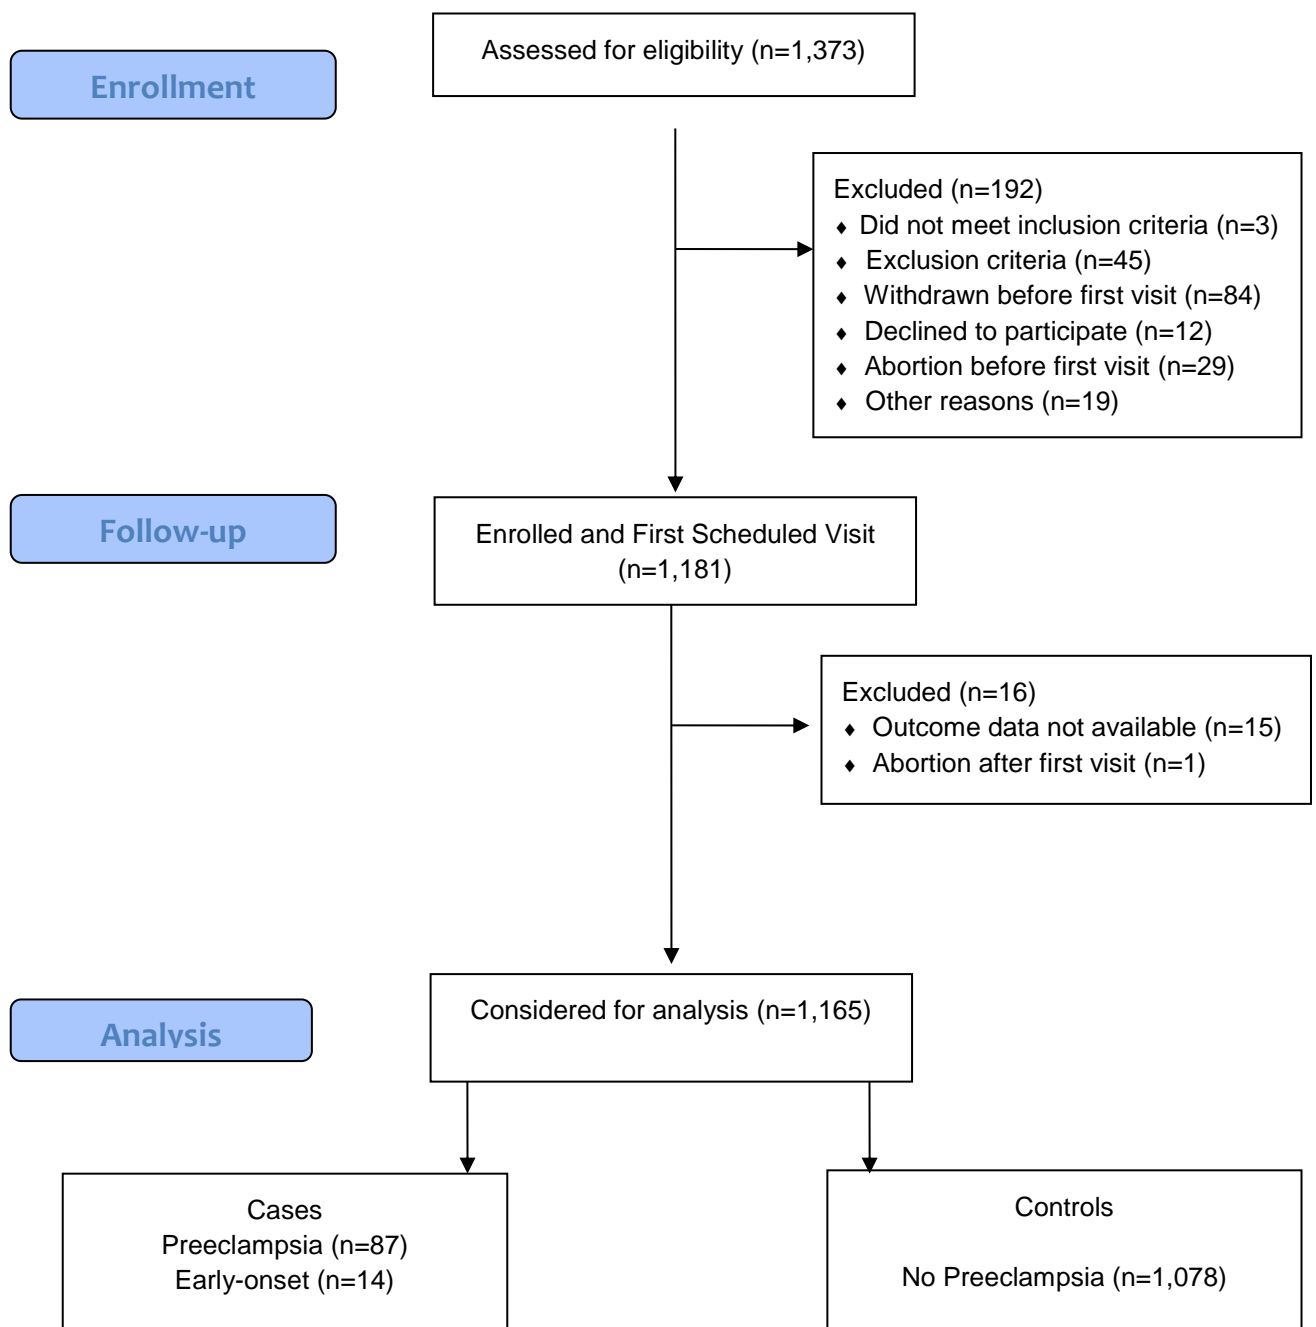 Assessed for eligibility (n=1,373)
Enrollment
Excluded (n=192)
♦ Did not meet inclusion criteria (n=3)
♦ Exclusion criteria (n=45)
♦ Withdrawn before first visit (n=84)
♦ Declined to participate (n=12)
♦ Abortion before first visit (n=29)
♦ Other reasons (n=19)
Follow-up
Enrolled and First Scheduled Visit
(n=1,181)
Excluded (n=16)
♦ Outcome data not available (n=15)
♦ Abortion after first visit (n=1)
Analysis
Considered for analysis (n=1,165)
Cases
Preeclampsia (n=87)
Early-onset (n=14)
Controls
No Preeclampsia (n=1,078)